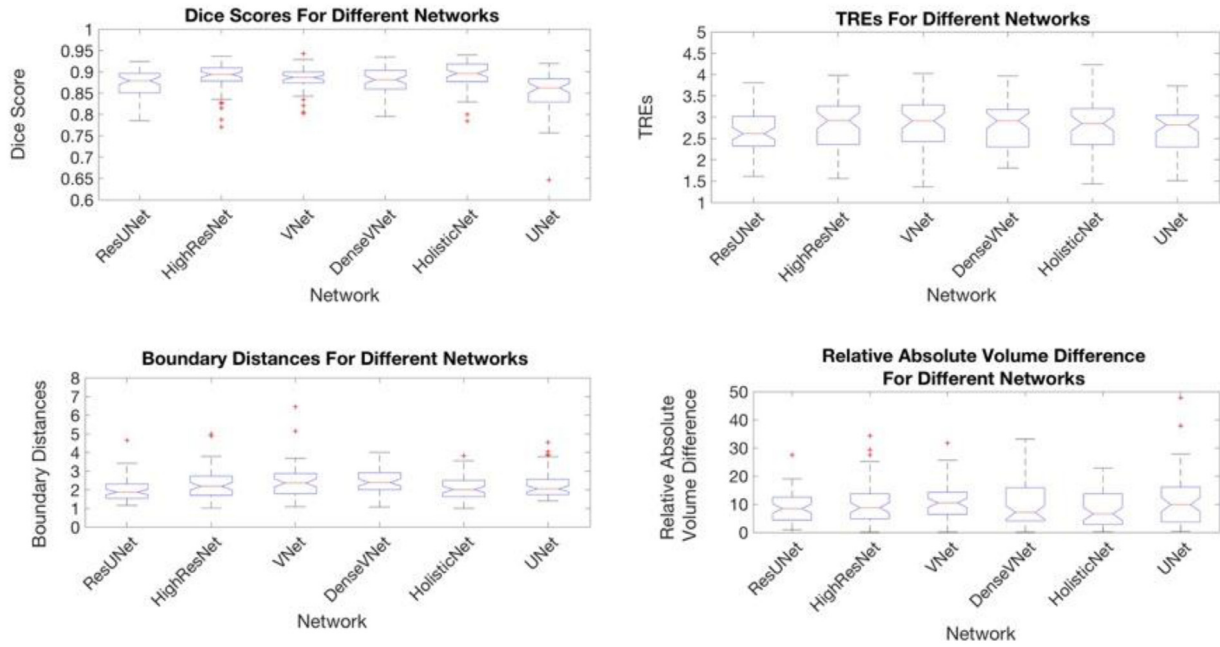 Dice Scores For Different Networks
1
0.95
0.9
0.85
0.8
0.75
0.7
0.65
0.6
Dice Score
ResUNet
HighResNet
VNet
DenseVNet
HolisticNet
UNet
Network
TREs For Different Networks
5
4.5
4
3.5
3
2.5
2
1.5
1
TREs
ResUNet
HighResNet
VNet
DenseVNet
HolisticNet
UNet
Network
Boundary Distances For Different Networks
8
7
6
5
4
3
2
1
0
Boundary Distances
ResUNet
HighResNet
VNet
DenseVNet
HolisticNet
UNet
Network
Relative Absolute Volume Difference
For Different Networks
50
40
30
20
10
0
Relative Absolute
Volume Difference
ResUNet
HighResNet
VNet
DenseVNet
HolisticNet
UNet
Network